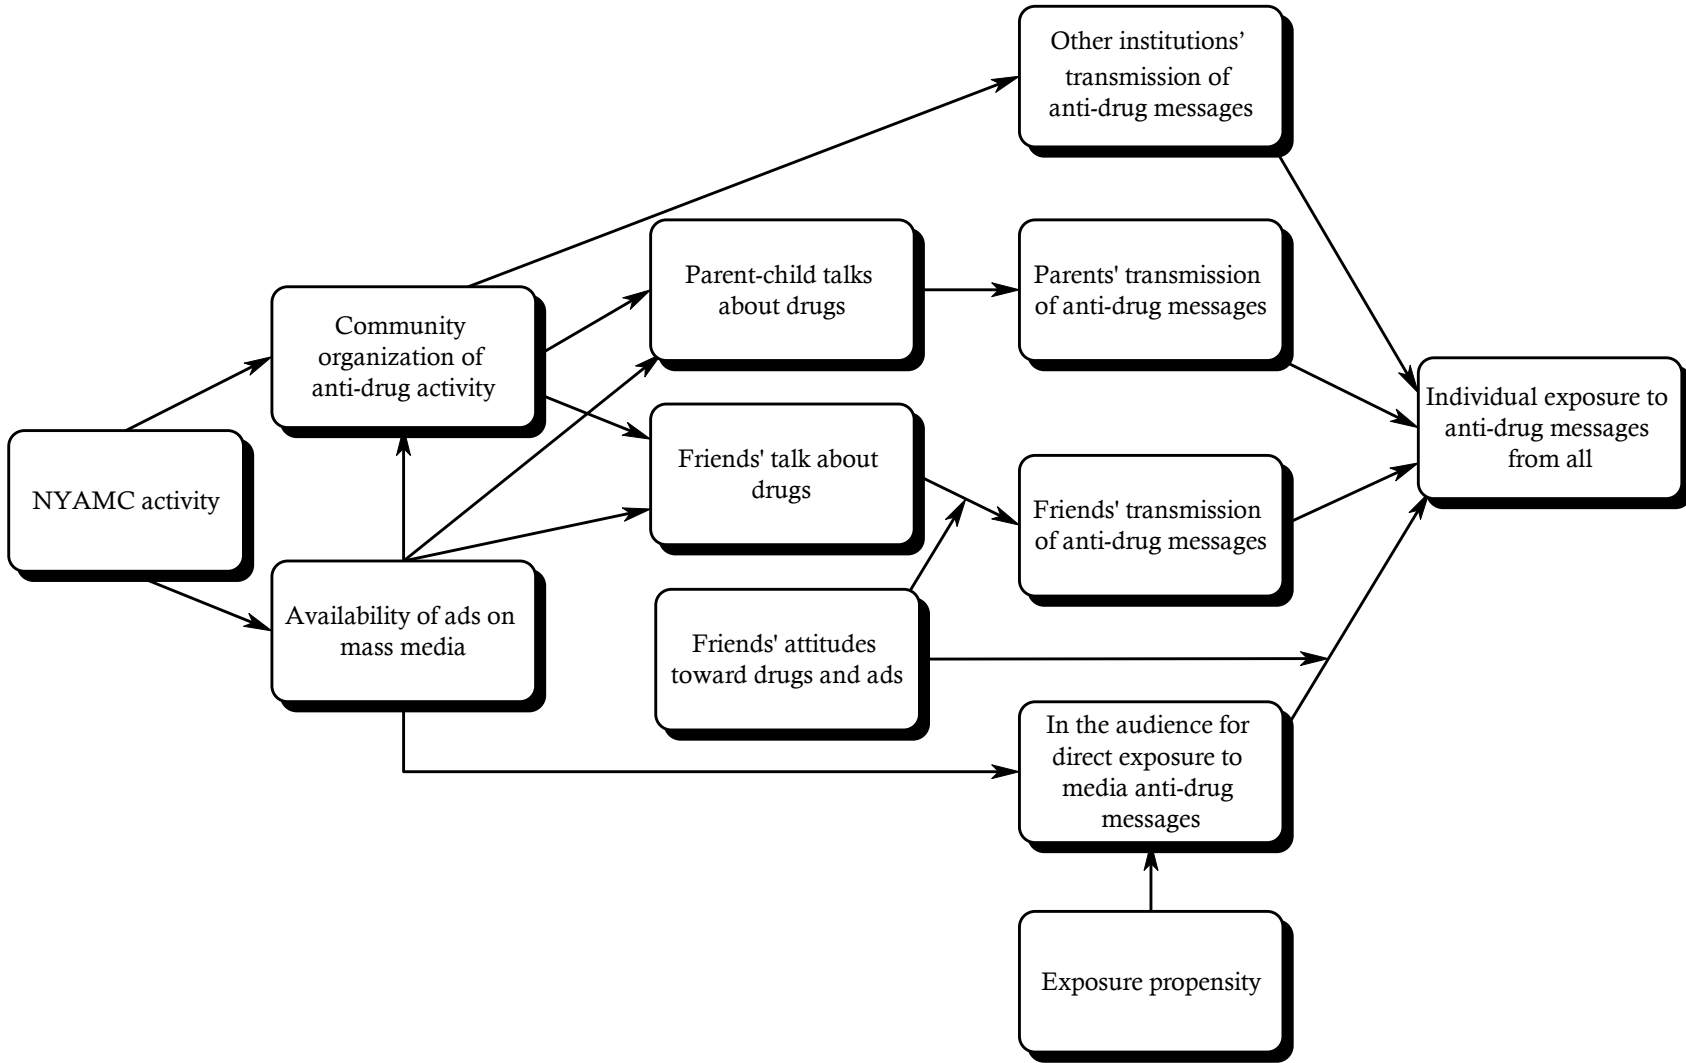 Other institutions’
transmission of
anti-drug messages
Parent-child talks
about drugs
Parents' transmission
of anti-drug messages
Community
organization of
anti-drug activity
Individual exposure to
anti-drug messages
from all
NYAMC activity
Friends' talk about
drugs
Friends' transmission
of anti-drug messages
Availability of ads on
mass media
Friends' attitudes
toward drugs and ads
In the audience for
direct exposure to
media anti-drug
messages
Exposure propensity